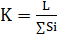 K = L / ∑Si